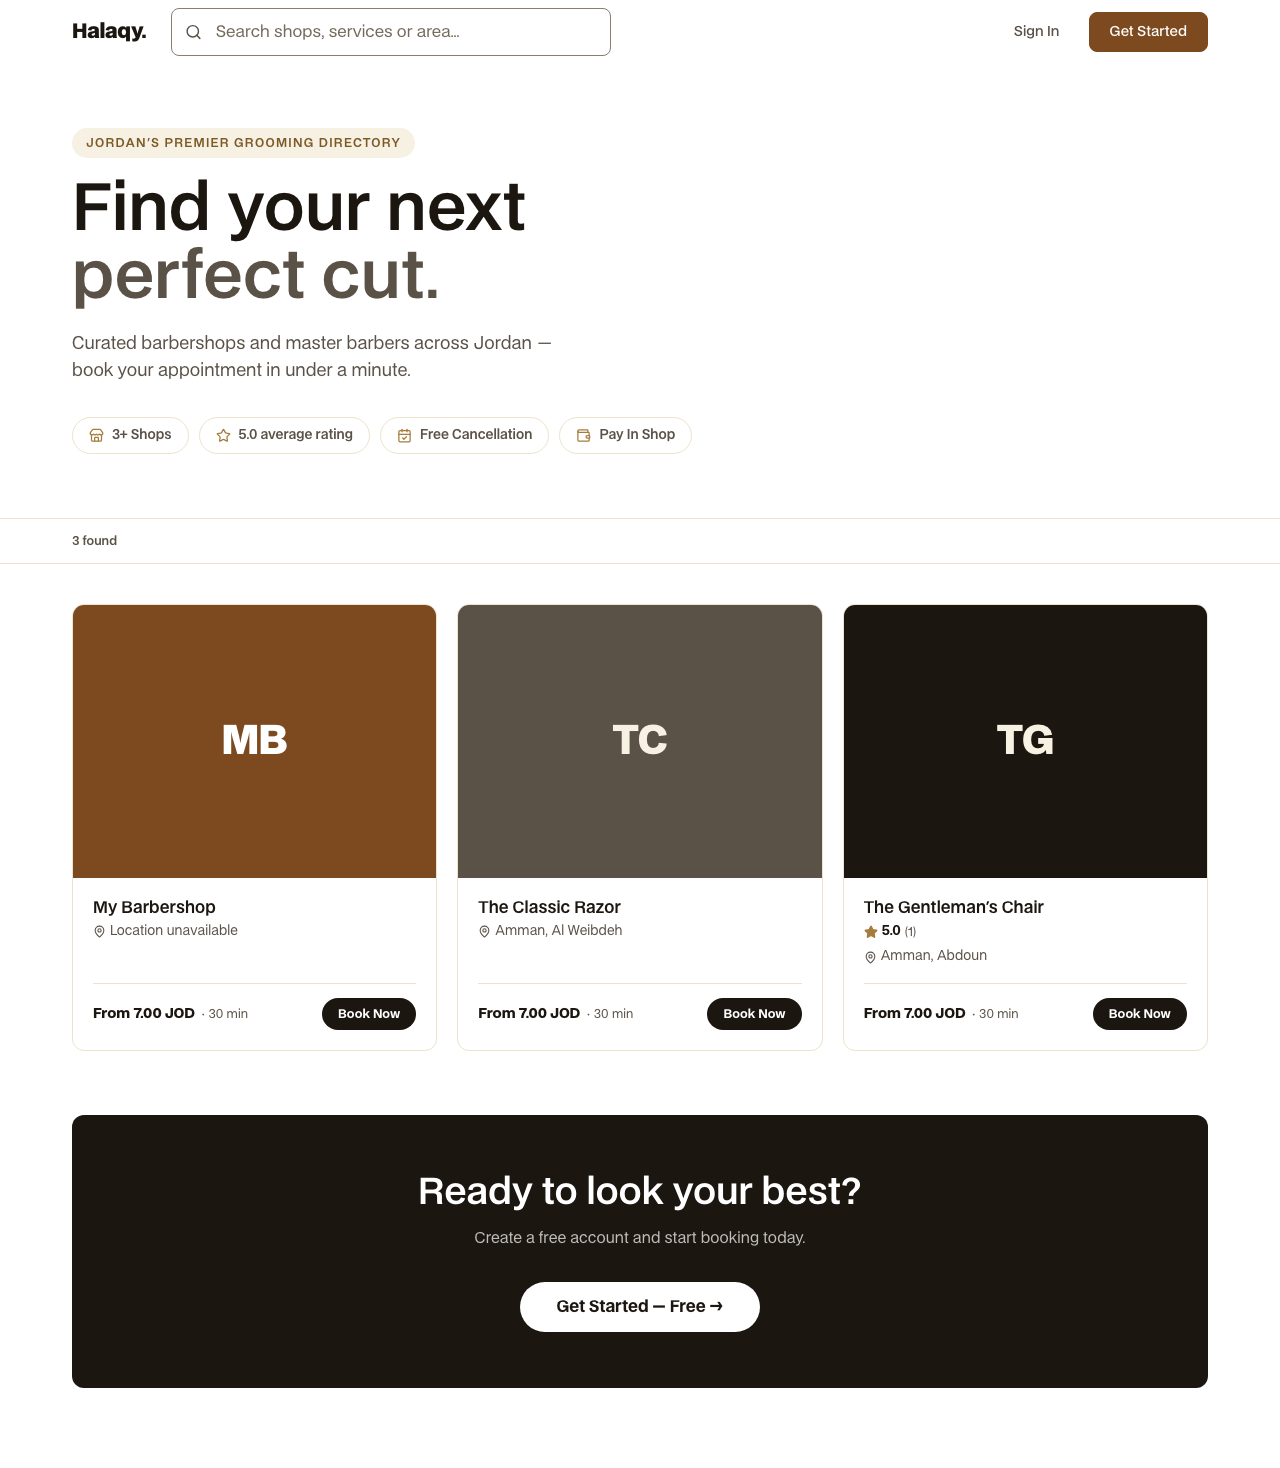 Halaqy.
Search shops, services or area...
Sign In
Get Started
JORDAN'S PREMIER GROOMING DIRECTORY
Find your next
perfect cut.
Curated barbershops and master barbers across Jordan —
book your appointment in under a minute.
3+ Shops
5.0 average rating
Free Cancellation
Pay In Shop
3 found
MB
My Barbershop
Location unavailable
From 7.00 JOD · 30 min
Book Now
TC
The Classic Razor
Amman, Al Weibdeh
From 7.00 JOD · 30 min
Book Now
TG
The Gentleman's Chair
5.0 (1)
Amman, Abdoun
From 7.00 JOD · 30 min
Book Now
Ready to look your best?
Create a free account and start booking today.
Get Started — Free →